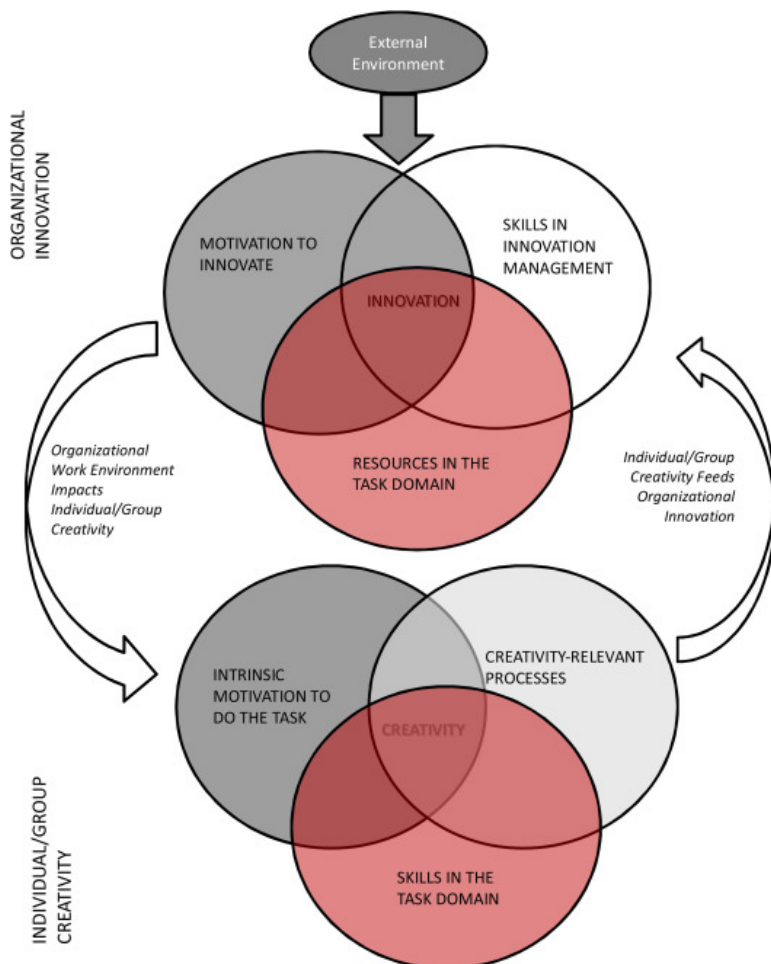 External
Environment
ORGANIZATIONAL
INNOVATION
MOTIVATION TO
INNOVATE
SKILLS IN
INNOVATION
MANAGEMENT
INNOVATION
RESOURCES IN THE
TASK DOMAIN
Organizational
Work Environment
Impacts
Individual/Group
Creativity
Individual/Group
Creativity Feeds
Organizational
Innovation
INTRINSIC
MOTIVATION TO
DO THE TASK
CREATIVITY-RELEVANT
PROCESSES
CREATIVITY
SKILLS IN THE
TASK DOMAIN
INDIVIDUAL/GROUP
CREATIVITY